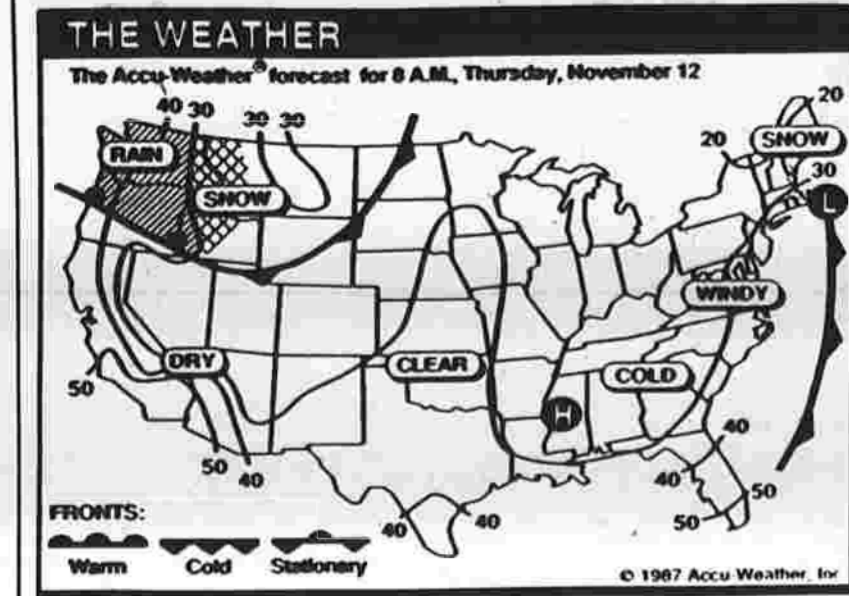 THE WEATHER
The Accu-Weather® forecast for 8 A.M., Thursday, November 12
40 30 30 30
20
20
RAIN
SNOW
SNOW
30
L
WINDY
DRY
CLEAR
COLD
50
H
40
50 40
40
50
50
40 40
FRONTS:
Warm Cold Stationary
© 1987 Accu-Weather, Inc